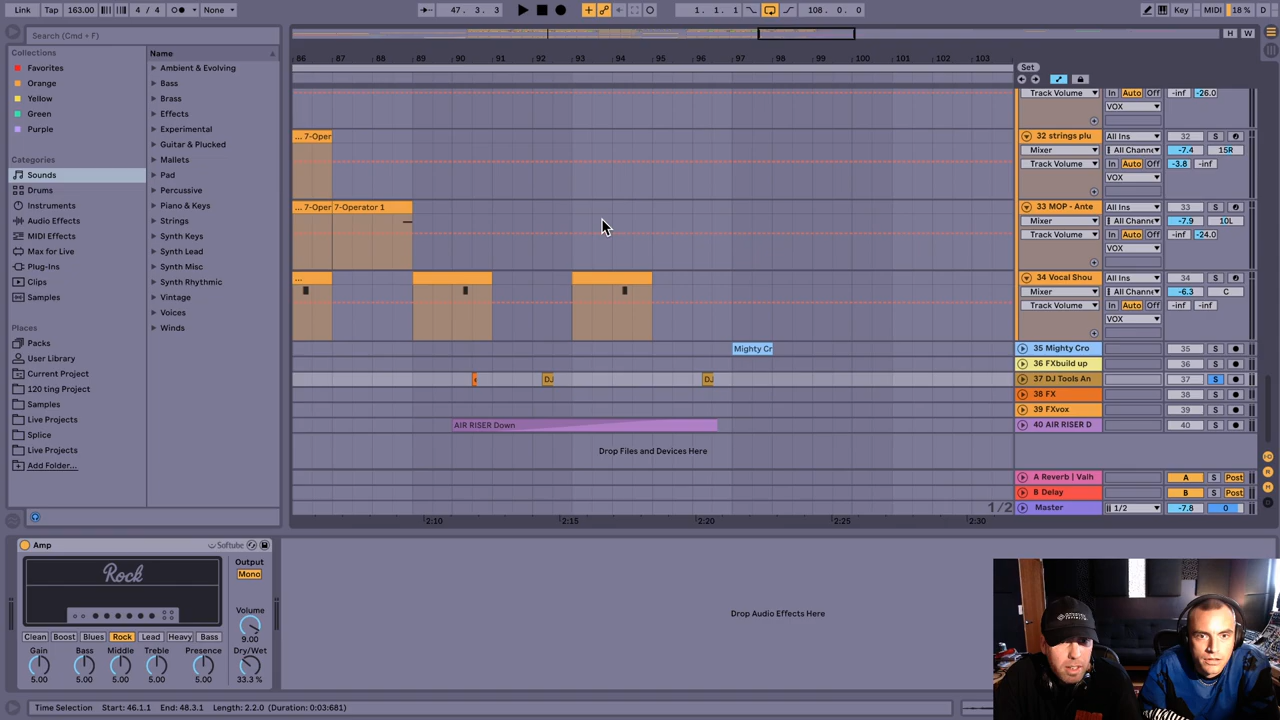 Link Tap 163.00 4 / 4 None 47. 3. 3 1. 1. 1 108. 0. 0 Key MIDI 18 % D
Search (Cmd + F)
H W
Collections
Favorites
Orange
Yellow
Green
Purple
Categories
Sounds
Drums
Instruments
Audio Effects
MIDI Effects
Max for Live
Plug-Ins
Clips
Samples
Places
Packs
User Library
Current Project
120 ting Project
Samples
Live Projects
Splice
Live Projects
Add Folder...
Name
Ambient & Evolving
Bass
Brass
Effects
Experimental
Guitar & Plucked
Mallets
Pad
Percussive
Piano & Keys
Strings
Synth Keys
Synth Lead
Synth Misc
Synth Rhythmic
Vintage
Voices
Winds
86 87 88 89 90 91 92 93 94 95 96 97 98 99 100 101 102 103
Set
Track Volume In Auto Off -inf -26.0
VOX
... 7-Oper
32 strings plu All Ins 32 S
Mixer All Channe -7.4 15R
Track Volume In Auto Off -3.8 -inf
VOX
... 7-Oper 7-Operator 1
33 MOP - Ante All Ins 33 S
Mixer All Channe -7.9 10L
Track Volume In Auto Off -24.0
VOX
...
34 Vocal Shou All Ins 34 S
Mixer All Channe -6.3 C
Track Volume In Auto Off -inf -inf
VOX
Mighty Cr 35 Mighty Cro 35 S
36 FXbuild up 36 S
DJ DJ 37 DJ Tools An 37 S
38 FX 38 S
39 FXvox 39 S
AIR RISER Down 40 AIR RISER D 40 S
Drop Files and Devices Here
A Reverb | Valh A S Post
B Delay B S Post
1/2 Master 1/2 -7.8 0
2:10 2:15 2:20 2:25 2:30
Amp Softube
Rock
Output
Mono
Volume
9.00
Clean Boost Blues Rock Lead Heavy Bass
Gain Bass Middle Treble Presence Dry/Wet
5.00 5.00 5.00 5.00 5.00 33.3 %
Drop Audio Effects Here
Time Selection Start: 46.1.1 End: 48.3.1 Length: 2.2.0 (Duration: 0:03:681)